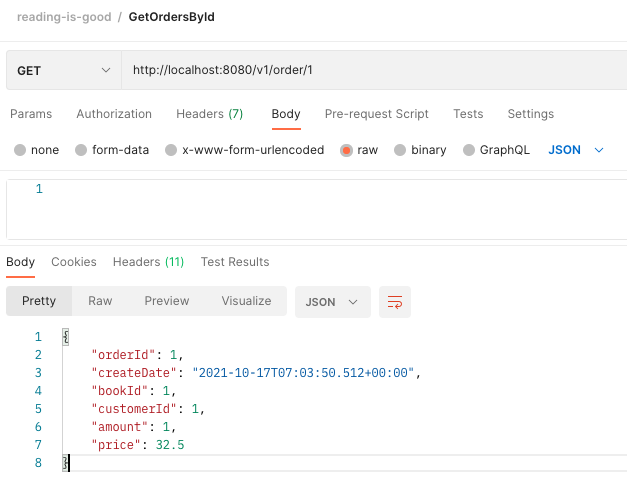 reading-is-good / GetOrdersById
GET http://localhost:8080/v1/order/1
Params Authorization Headers (7) Body Pre-request Script Tests Settings
none form-data x-www-form-urlencoded raw binary GraphQL JSON
1
Body Cookies Headers (11) Test Results
Pretty Raw Preview Visualize JSON
1 {
2 "orderId": 1,
3 "createDate": "2021-10-17T07:03:50.512+00:00",
4 "bookId": 1,
5 "customerId": 1,
6 "amount": 1,
7 "price": 32.5
8 }